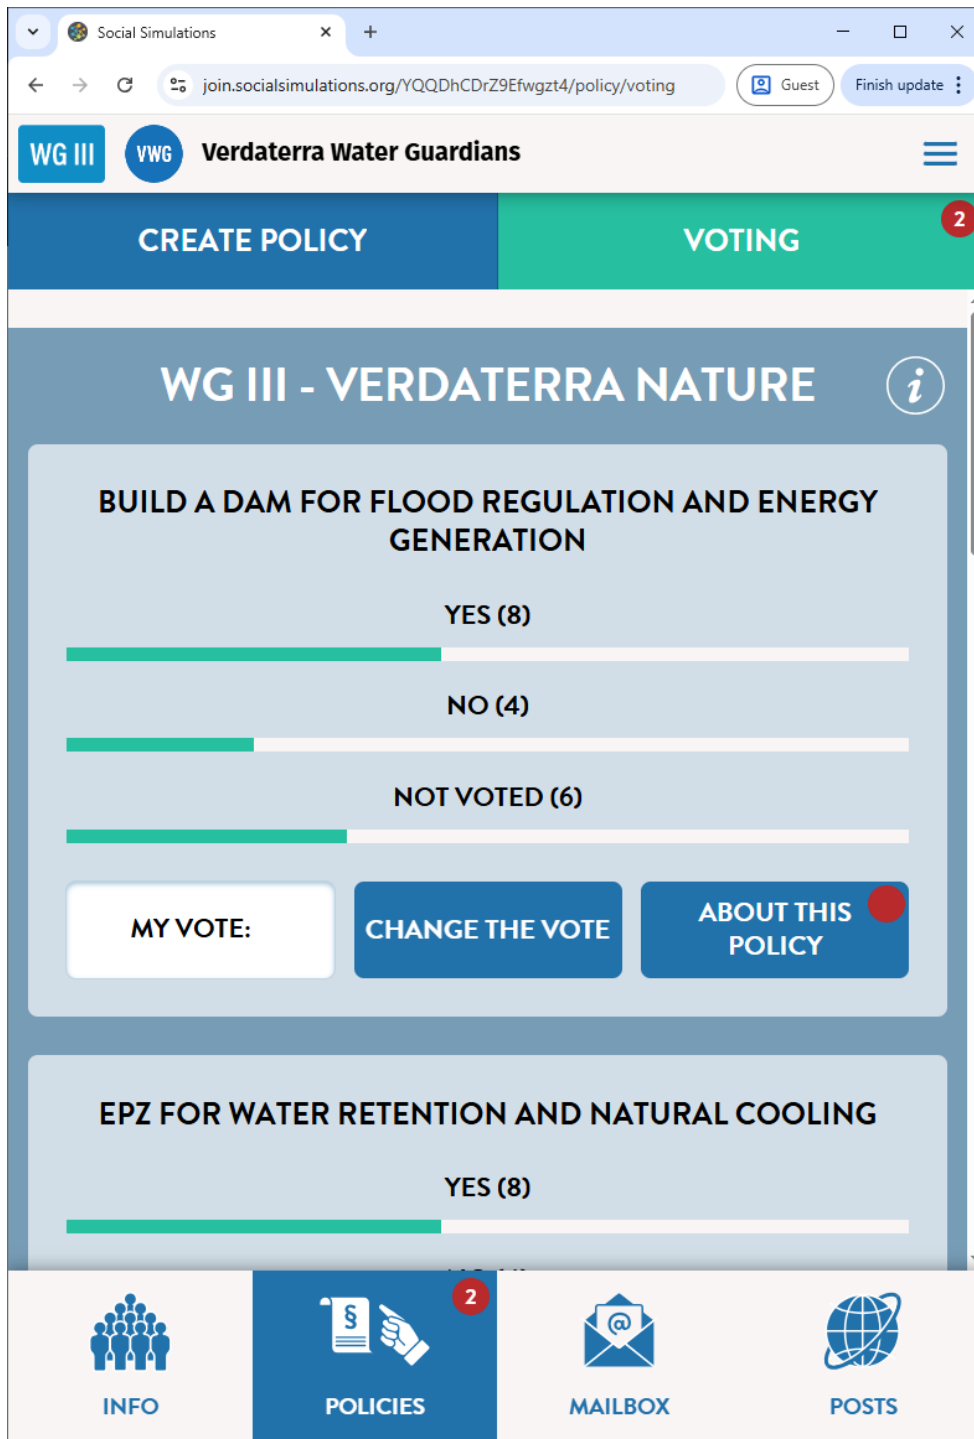 Social Simulations
join.socialsimulations.org/YQQDhCDrZ9Efwgzt4/policy/voting
Guest
Finish update
WG III
VWG
Verdaterra Water Guardians
CREATE POLICY
VOTING
2
WG III - VERDATERRA NATURE
i
BUILD A DAM FOR FLOOD REGULATION AND ENERGY
GENERATION
YES (8)
NO (4)
NOT VOTED (6)
MY VOTE:
CHANGE THE VOTE
ABOUT THIS
POLICY
EPZ FOR WATER RETENTION AND NATURAL COOLING
YES (8)
§
2
@
INFO
POLICIES
MAILBOX
POSTS